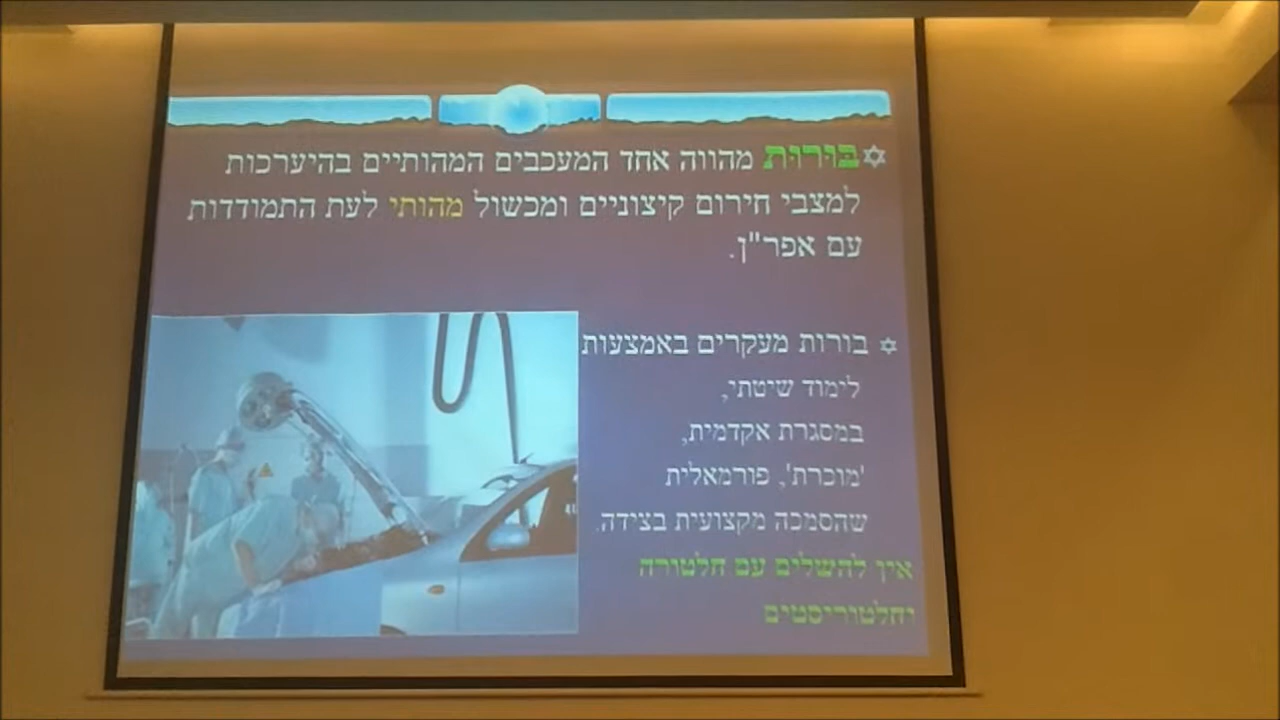 בּוּרוּת מהווה אחד המעכבים המהותיים בהיערכות
למצבי חירום קיצוניים ומכשול מהותי לעת התמודדות
עם אפר"ן.
בורות מעקרים באמצעות
לימוד שיטתי,
במסגרת אקדמית,
'מוכרת', פורמאלית
שהסמכה מקצועית בצידה.
אין להשלים עם חלטורה
וחלטוריסטים